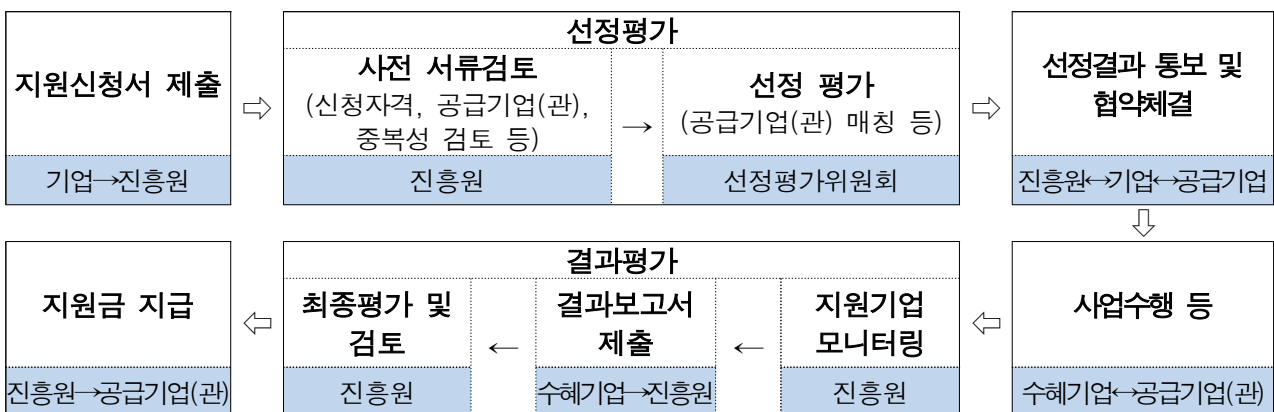 지원신청서 제출
기업→진흥원
⇨
선정평가
사전 서류검토
(신청자격, 공급기업(관),
중복성 검토 등)
진흥원
→
선정 평가
(공급기업(관) 매칭 등)
선정평가위원회
⇨
선정결과 통보 및
협약체결
진흥원↔기업↔공급기업
⇩
사업수행 등
수혜기업↔공급기업(관)
⇦
결과평가
지원기업
모니터링
진흥원
←
결과보고서
제출
수혜기업→진흥원
←
최종평가 및
검토
진흥원
⇦
지원금 지급
진흥원→공급기업(관)